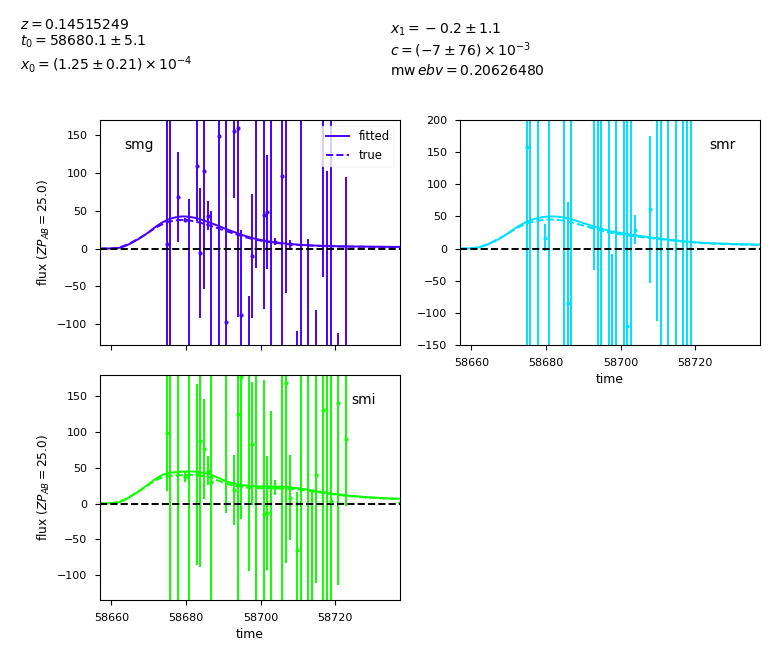 z = 0.14515249
t₀ = 58680.1 ± 5.1
x₀ = (1.25 ± 0.21) × 10⁻⁴
x₁ = −0.2 ± 1.1
c = (−7 ± 76) × 10⁻³
mw ebv = 0.20626480
smg
fitted
true
150
100
50
0
−50
−100
flux (ZP_AB = 25.0)
smr
200
150
100
50
0
−50
−100
−150
58660
58680
58700
58720
time
smi
150
100
50
0
−50
−100
flux (ZP_AB = 25.0)
58660
58680
58700
58720
time